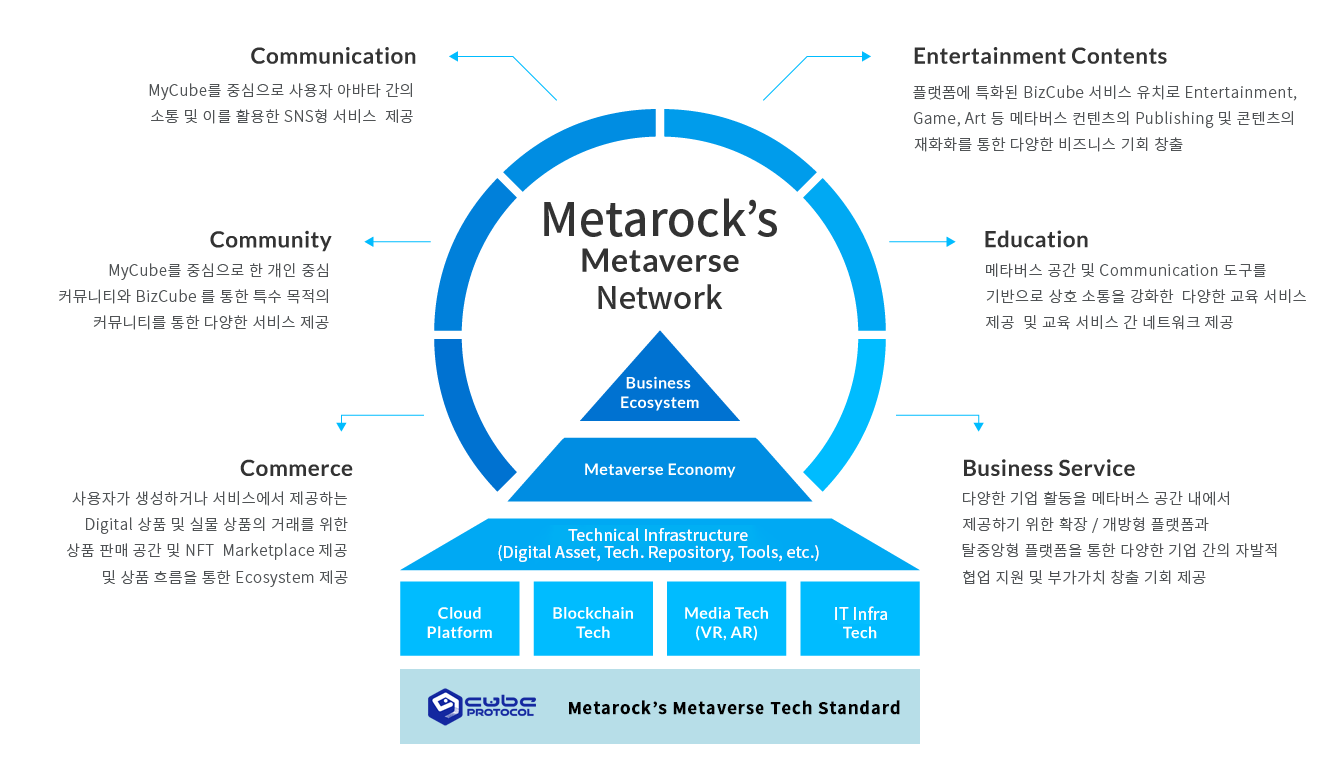 Communication
MyCube를 중심으로 사용자 아바타 간의
소통 및 이를 활용한 SNS형 서비스 제공
Entertainment Contents
플랫폼에 특화된 BizCube 서비스 유치로 Entertainment,
Game, Art 등 메타버스 컨텐츠의 Publishing 및 콘텐츠의
재화화를 통한 다양한 비즈니스 기회 창출
Community
MyCube를 중심으로 한 개인 중심
커뮤니티와 BizCube 를 통한 특수 목적의
커뮤니티를 통한 다양한 서비스 제공
Metarock’s
Metaverse
Network
Education
메타버스 공간 및 Communication 도구를
기반으로 상호 소통을 강화한 다양한 교육 서비스
제공 및 교육 서비스 간 네트워크 제공
Commerce
사용자가 생성하거나 서비스에서 제공하는
Digital 상품 및 실물 상품의 거래를 위한
상품 판매 공간 및 NFT Marketplace 제공
및 상품 흐름을 통한 Ecosystem 제공
Business
Ecosystem
Metaverse Economy
Technical Infrastructure
(Digital Asset, Tech. Repository, Tools, etc.)
Business Service
다양한 기업 활동을 메타버스 공간 내에서
제공하기 위한 확장 / 개방형 플랫폼과
탈중앙형 플랫폼을 통한 다양한 기업 간의 자발적
협업 지원 및 부가가치 창출 기회 제공
Cloud
Platform
Blockchain
Tech
Media Tech
(VR, AR)
IT Infra
Tech
cube
PROTOCOL
Metarock’s Metaverse Tech Standard